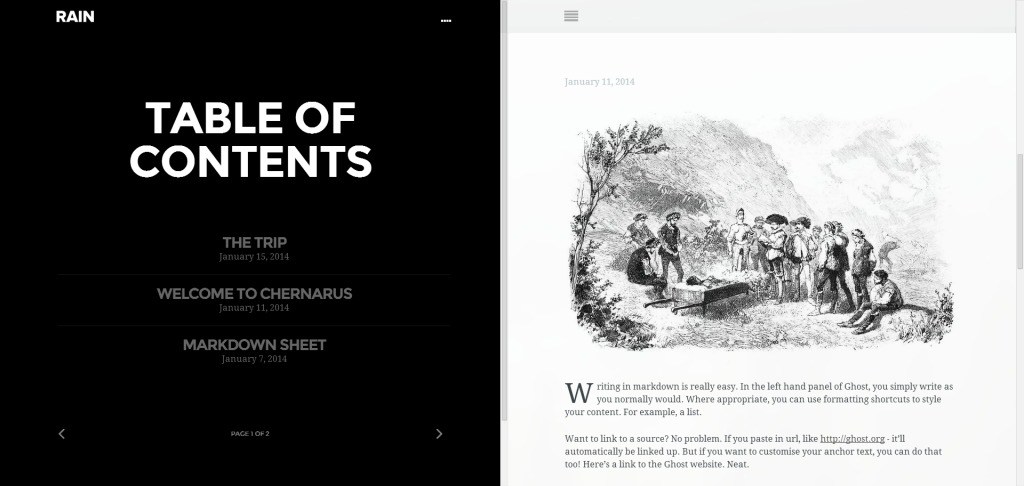 RAIN
TABLE OF
CONTENTS
THE TRIP
January 15, 2014
WELCOME TO CHERNARUS
January 11, 2014
MARKDOWN SHEET
January 7, 2014
PAGE 1 OF 2
January 11, 2014
Writing in markdown is really easy. In the left hand panel of Ghost, you simply write as
you normally would. Where appropriate, you can use formatting shortcuts to style
your content. For example, a list.
Want to link to a source? No problem. If you paste in url, like http://ghost.org - it'll
automatically be linked up. But if you want to customise your anchor text, you can do that
too! Here's a link to the Ghost website. Neat.